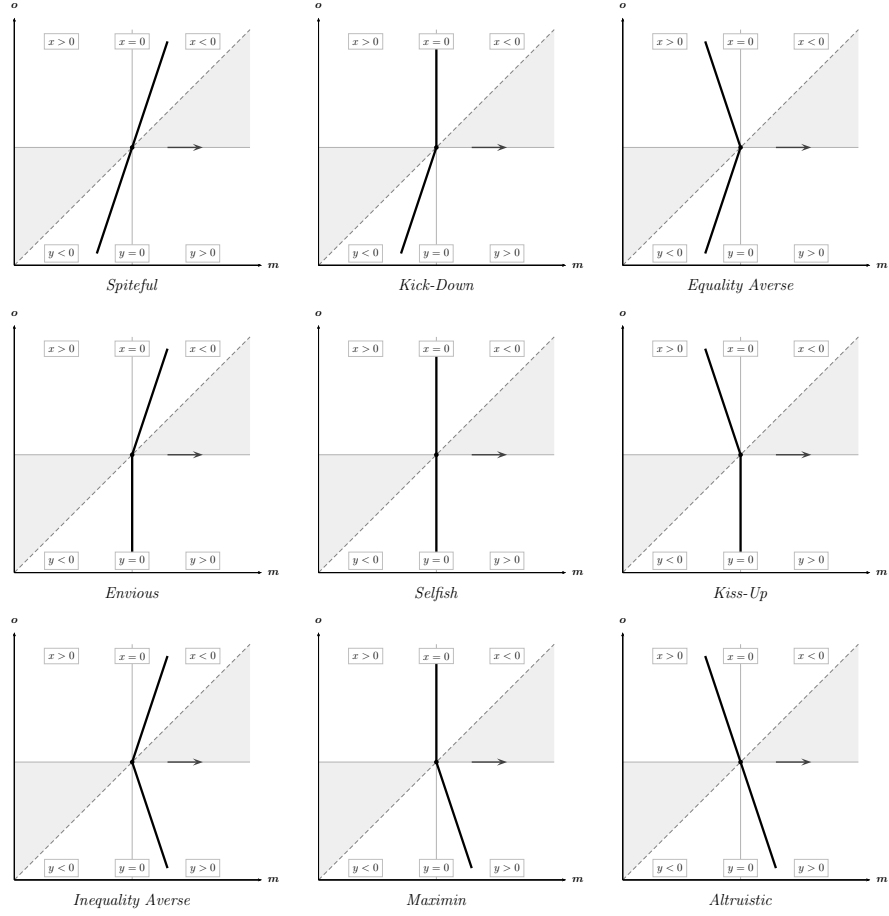 o o o
x > 0 x = 0 x < 0 x > 0 x = 0 x < 0 x > 0 x = 0 x < 0
y < 0 y = 0 y > 0 y < 0 y = 0 y > 0 y < 0 y = 0 y > 0
m m m
Spiteful Kick-Down Equality Averse
o o o
x > 0 x = 0 x < 0 x > 0 x = 0 x < 0 x > 0 x = 0 x < 0
y < 0 y = 0 y > 0 y < 0 y = 0 y > 0 y < 0 y = 0 y > 0
m m m
Envious Selfish Kiss-Up
o o o
x > 0 x = 0 x < 0 x > 0 x = 0 x < 0 x > 0 x = 0 x < 0
y < 0 y = 0 y > 0 y < 0 y = 0 y > 0 y < 0 y = 0 y > 0
m m m
Inequality Averse Maximin Altruistic